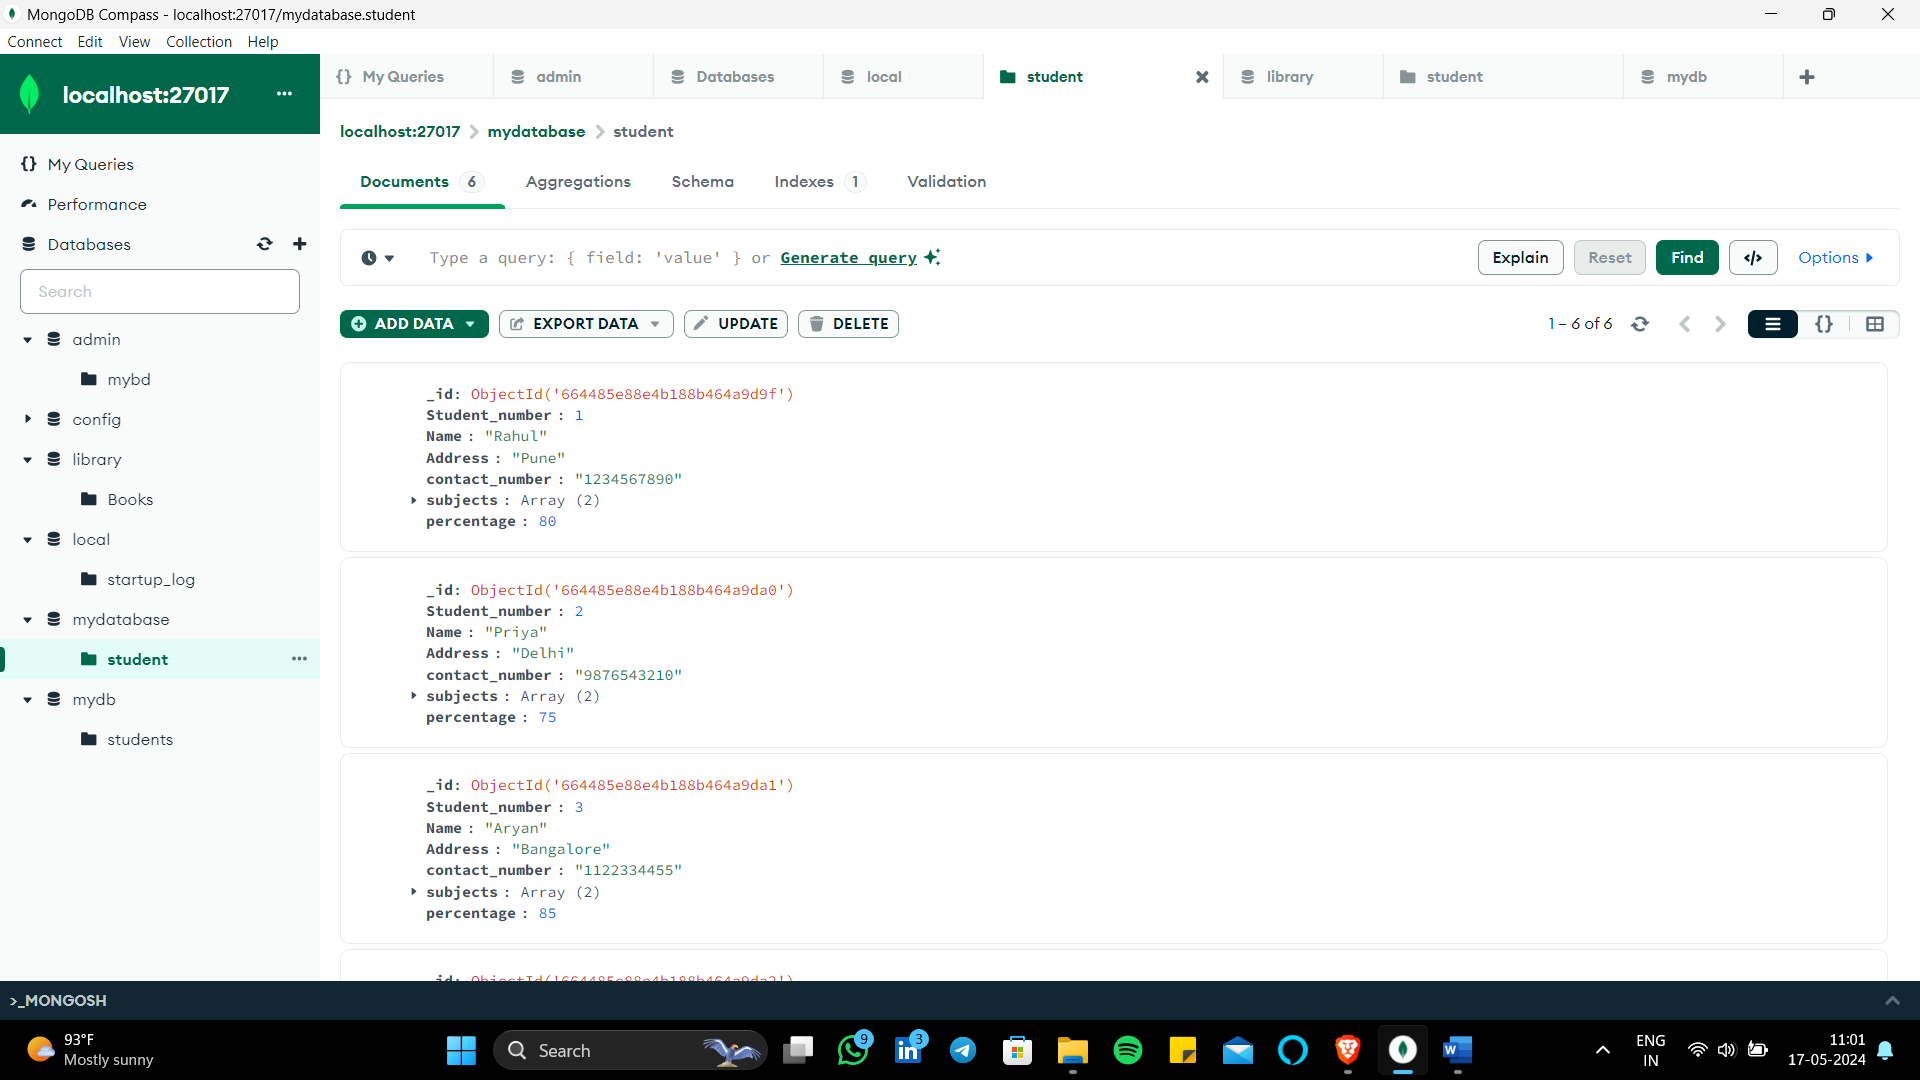 MongoDB Compass - localhost:27017/mydatabase.student
Connect Edit View Collection Help
localhost:27017 ...
My Queries
Performance
Databases
Search
admin
mybd
config
library
Books
local
startup_log
mydatabase
student ...
mydb
students
{} My Queries admin Databases local student library student mydb
localhost:27017 > mydatabase > student
Documents 6 Aggregations Schema Indexes 1 Validation
Type a query: { field: 'value' } or Generate query Explain Reset Find </> Options
ADD DATA EXPORT DATA UPDATE DELETE 1 – 6 of 6 {}
_id: ObjectId('664485e88e4b188b464a9d9f')
Student_number : 1
Name : "Rahul"
Address : "Pune"
contact_number : "1234567890"
subjects : Array (2)
percentage : 80
_id: ObjectId('664485e88e4b188b464a9da0')
Student_number : 2
Name : "Priya"
Address : "Delhi"
contact_number : "9876543210"
subjects : Array (2)
percentage : 75
_id: ObjectId('664485e88e4b188b464a9da1')
Student_number : 3
Name : "Aryan"
Address : "Bangalore"
contact_number : "1122334455"
subjects : Array (2)
percentage : 85
_id: ObjectId('664485e88e4b188b464a9da2')
>_MONGOSH
93°F
Mostly sunny
Search
9
3
ENG
IN
11:01
17-05-2024